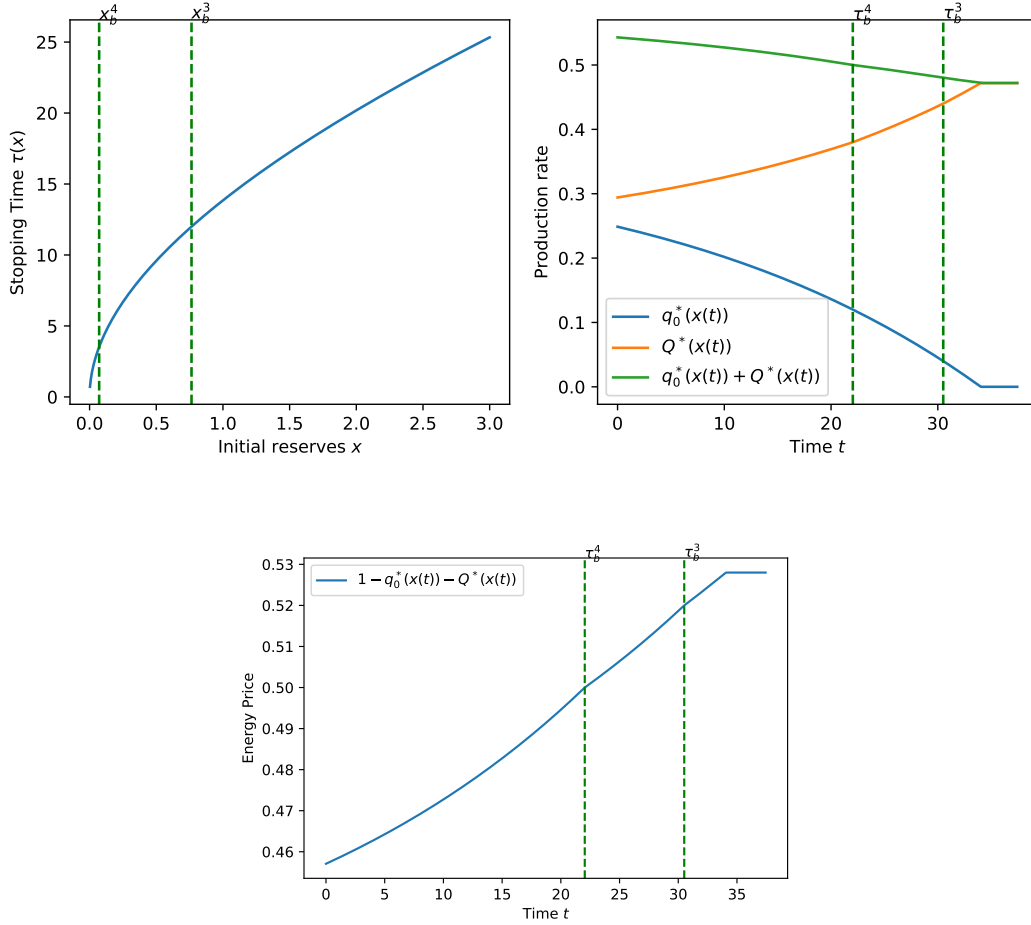 x_b^4 x_b^3
25
20
15
10
5
0
Stopping Time τ(x)
0.0 0.5 1.0 1.5 2.0 2.5 3.0
Initial reserves x
τ_b^4 τ_b^3
0.5
0.4
0.3
0.2
0.1
0.0
Production rate
q_0^*(x(t))
Q^*(x(t))
q_0^*(x(t)) + Q^*(x(t))
0 10 20 30
Time t
τ_b^4 τ_b^3
0.53
0.52
0.51
0.50
0.49
0.48
0.47
0.46
Energy Price
1 − q_0^*(x(t)) − Q^*(x(t))
0 5 10 15 20 25 30 35
Time t